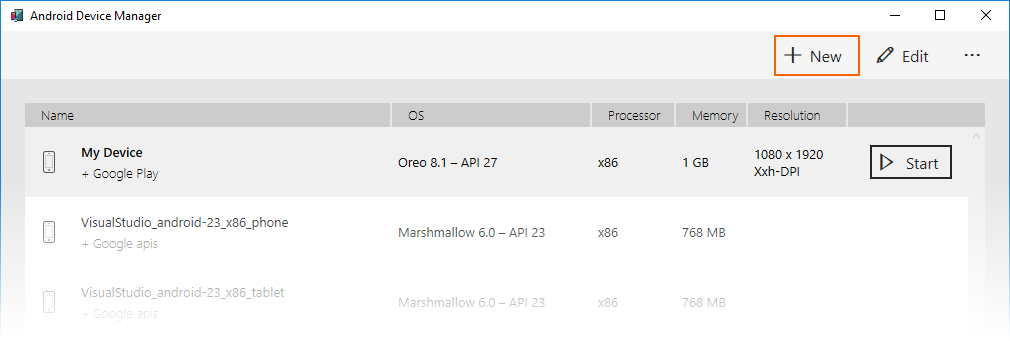 Android Device Manager
New Edit ...
Name OS Processor Memory Resolution
My Device
+ Google Play
Oreo 8.1 – API 27 x86 1 GB
1080 x 1920
Xxh-DPI
Start
VisualStudio_android-23_x86_phone
+ Google apis
Marshmallow 6.0 – API 23 x86 768 MB
VisualStudio_android-23_x86_tablet
+ Google apis
Marshmallow 6.0 – API 23 x86 768 MB